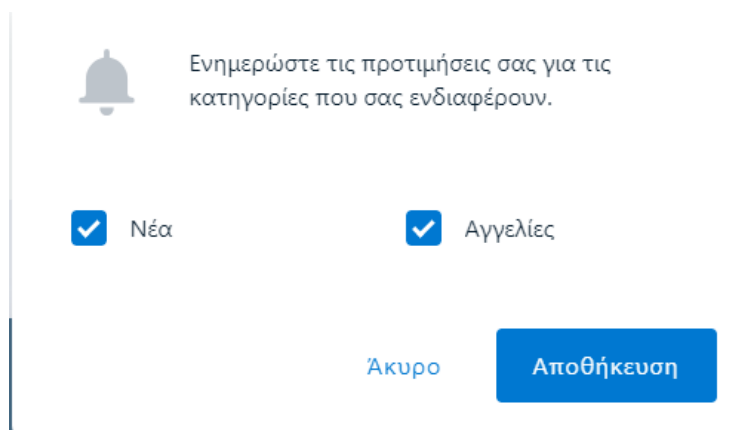 Ενημερώστε τις προτιμήσεις σας για τις
κατηγορίες που σας ενδιαφέρουν.
Νέα
Αγγελίες
Άκυρο
Αποθήκευση